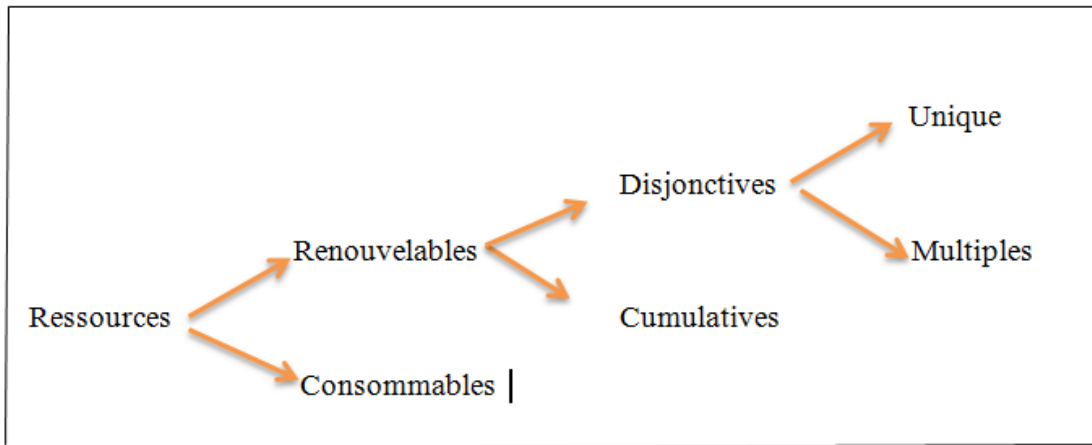 Unique
Disjonctives
Renouvelables
Multiples
Ressources
Cumulatives
Consommables